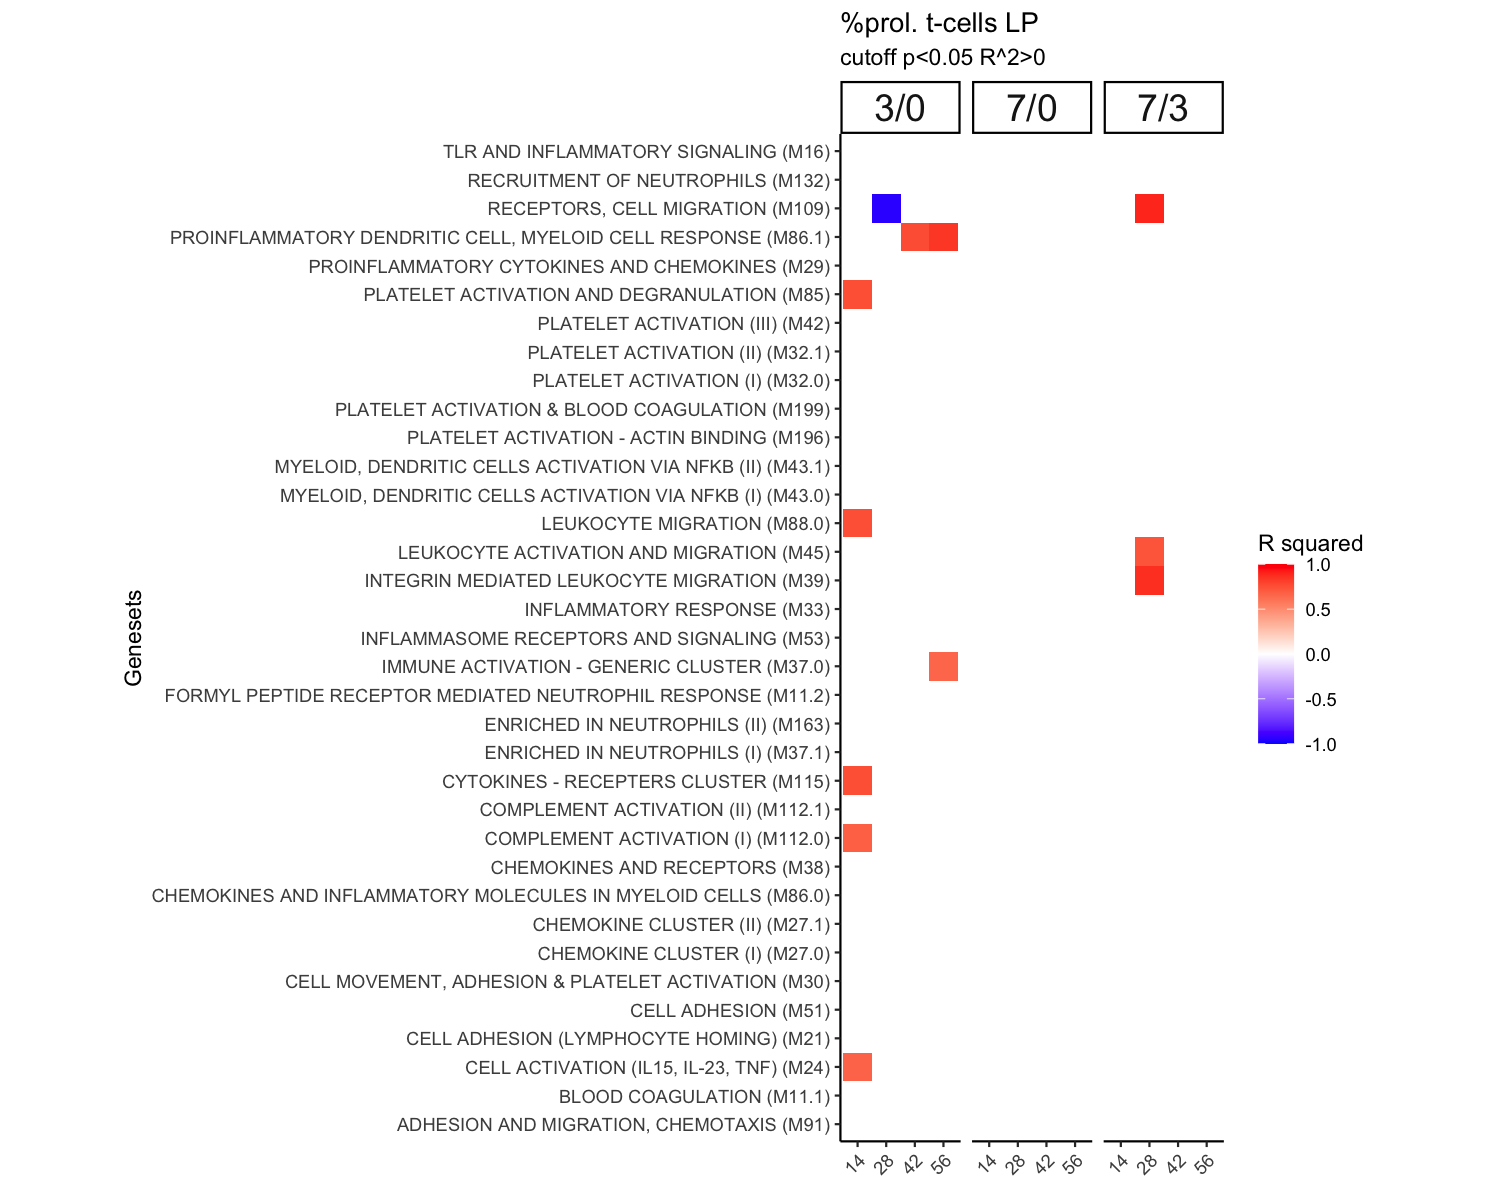 %prol. t-cells LP
cutoff p<0.05 R^2>0
3/0 7/0 7/3
TLR AND INFLAMMATORY SIGNALING (M16)
RECRUITMENT OF NEUTROPHILS (M132)
RECEPTORS, CELL MIGRATION (M109)
PROINFLAMMATORY DENDRITIC CELL, MYELOID CELL RESPONSE (M86.1)
PROINFLAMMATORY CYTOKINES AND CHEMOKINES (M29)
PLATELET ACTIVATION AND DEGRANULATION (M85)
PLATELET ACTIVATION (III) (M42)
PLATELET ACTIVATION (II) (M32.1)
PLATELET ACTIVATION (I) (M32.0)
PLATELET ACTIVATION & BLOOD COAGULATION (M199)
PLATELET ACTIVATION - ACTIN BINDING (M196)
MYELOID, DENDRITIC CELLS ACTIVATION VIA NFKB (II) (M43.1)
MYELOID, DENDRITIC CELLS ACTIVATION VIA NFKB (I) (M43.0)
LEUKOCYTE MIGRATION (M88.0)
LEUKOCYTE ACTIVATION AND MIGRATION (M45)
INTEGRIN MEDIATED LEUKOCYTE MIGRATION (M39)
INFLAMMATORY RESPONSE (M33)
INFLAMMASOME RECEPTORS AND SIGNALING (M53)
IMMUNE ACTIVATION - GENERIC CLUSTER (M37.0)
FORMYL PEPTIDE RECEPTOR MEDIATED NEUTROPHIL RESPONSE (M11.2)
ENRICHED IN NEUTROPHILS (II) (M163)
ENRICHED IN NEUTROPHILS (I) (M37.1)
CYTOKINES - RECEPTERS CLUSTER (M115)
COMPLEMENT ACTIVATION (II) (M112.1)
COMPLEMENT ACTIVATION (I) (M112.0)
CHEMOKINES AND RECEPTORS (M38)
CHEMOKINES AND INFLAMMATORY MOLECULES IN MYELOID CELLS (M86.0)
CHEMOKINE CLUSTER (II) (M27.1)
CHEMOKINE CLUSTER (I) (M27.0)
CELL MOVEMENT, ADHESION & PLATELET ACTIVATION (M30)
CELL ADHESION (M51)
CELL ADHESION (LYMPHOCYTE HOMING) (M21)
CELL ACTIVATION (IL15, IL-23, TNF) (M24)
BLOOD COAGULATION (M11.1)
ADHESION AND MIGRATION, CHEMOTAXIS (M91)
Genesets
14 28 42 56 14 28 42 56 14 28 42 56
R squared
1.0
0.5
0.0
-0.5
-1.0